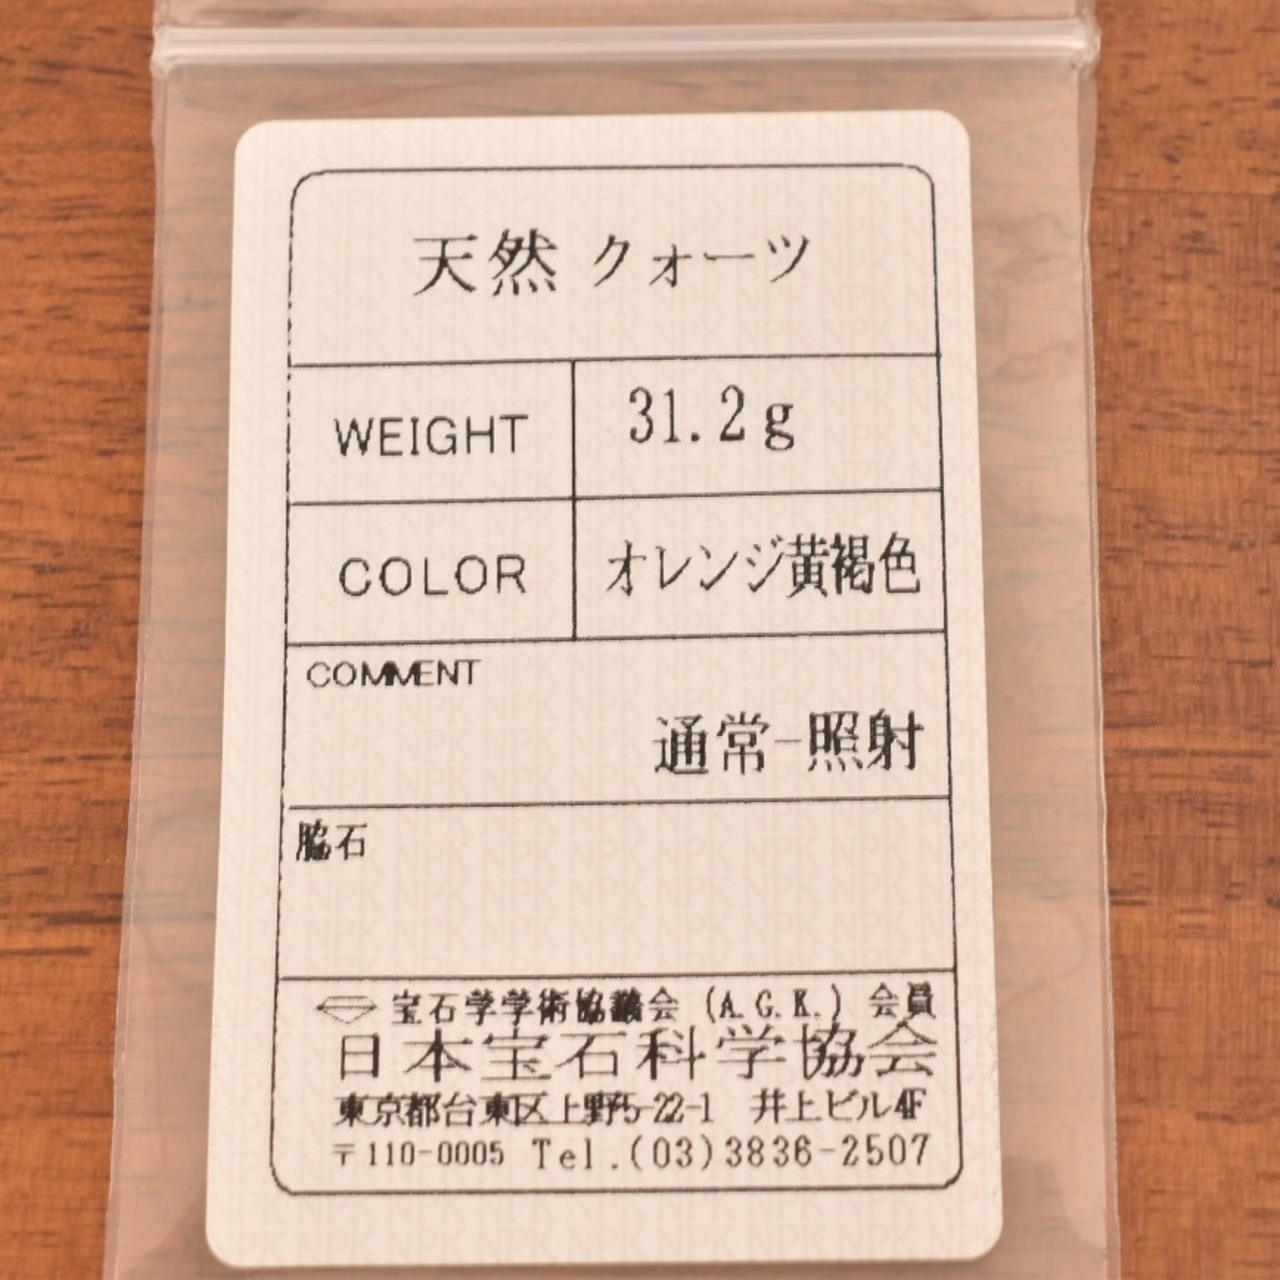 天然 クォーツ
WEIGHT 31.2g
COLOR オレンジ黄褐色
COMMENT
通常-照射
脇石
宝石学学術協議会 (A.G.K.) 会員
日本宝石科学協会
東京都台東区上野5-22-1 井上ビル4F
〒110-0005 Tel.(03)3836-2507